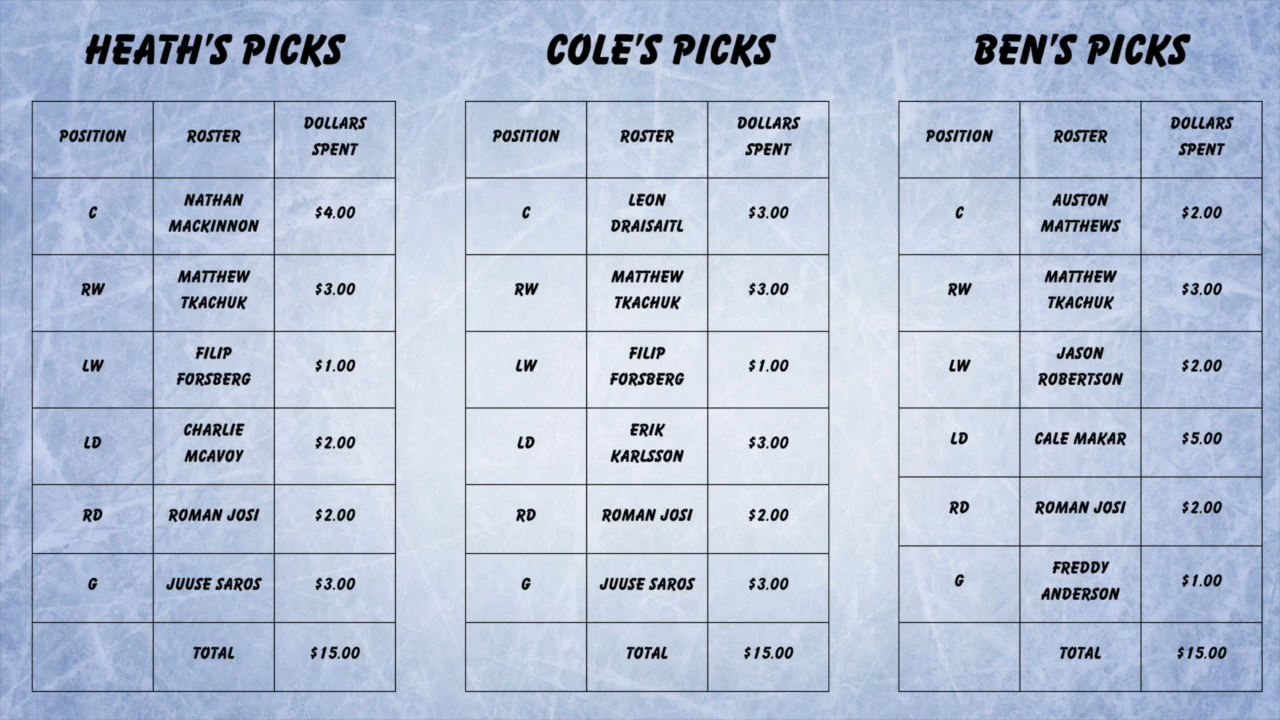 HEATH'S PICKS
POSITION ROSTER DOLLARS SPENT
C NATHAN MACKINNON $4.00
RW MATTHEW TKACHUK $3.00
LW FILIP FORSBERG $1.00
LD CHARLIE MCAVOY $2.00
RD ROMAN JOSI $2.00
G JUUSE SAROS $3.00
TOTAL $15.00
COLE'S PICKS
POSITION ROSTER DOLLARS SPENT
C LEON DRAISAITL $3.00
RW MATTHEW TKACHUK $3.00
LW FILIP FORSBERG $1.00
LD ERIK KARLSSON $3.00
RD ROMAN JOSI $2.00
G JUUSE SAROS $3.00
TOTAL $15.00
BEN'S PICKS
POSITION ROSTER DOLLARS SPENT
C AUSTON MATTHEWS $2.00
RW MATTHEW TKACHUK $3.00
LW JASON ROBERTSON $2.00
LD CALE MAKAR $5.00
RD ROMAN JOSI $2.00
G FREDDY ANDERSON $1.00
TOTAL $15.00